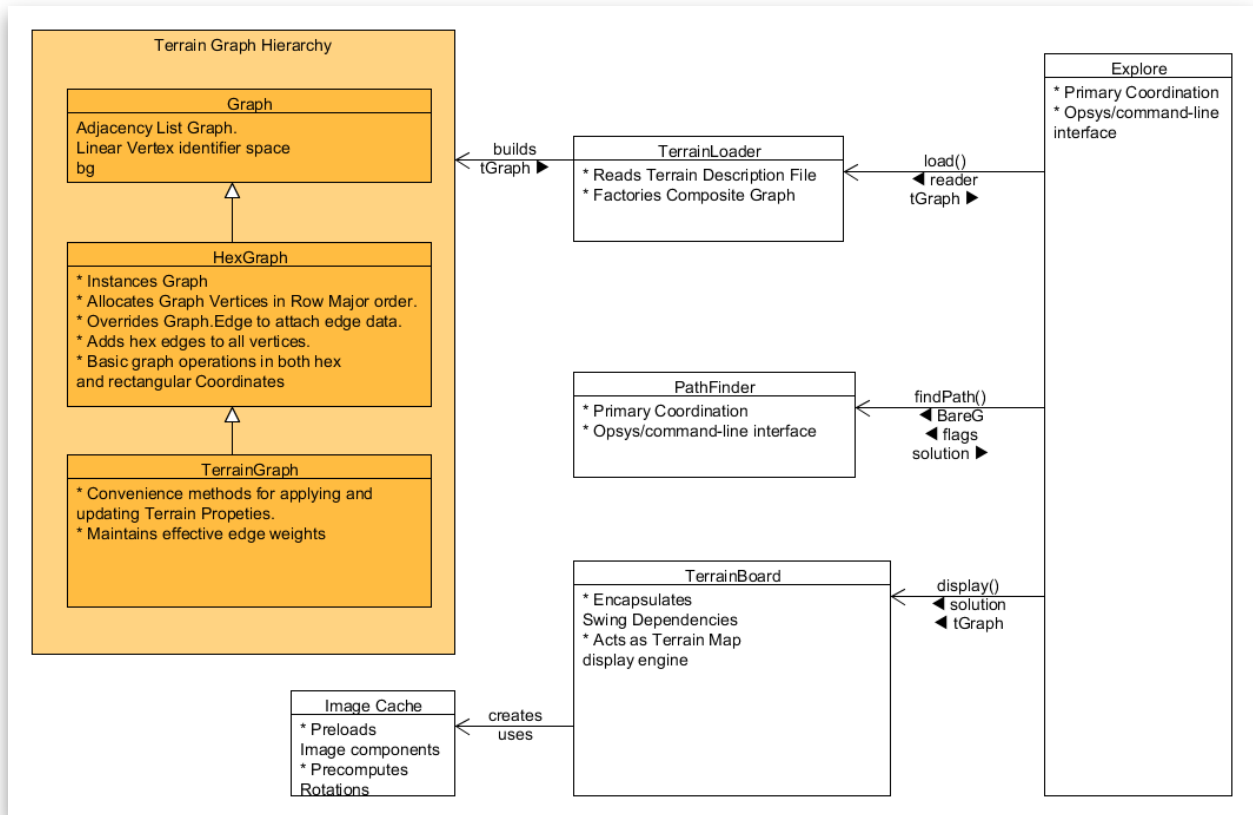 Terrain Graph Hierarchy
Graph
Adjacency List Graph.
Linear Vertex identifier space
bg
HexGraph
* Instances Graph
* Allocates Graph Vertices in Row Major order.
* Overrides Graph.Edge to attach edge data.
* Adds hex edges to all vertices.
* Basic graph operations in both hex
and rectangular Coordinates
TerrainGraph
* Convenience methods for applying and
updating Terrain Propeties.
* Maintains effective edge weights
builds
tGraph ▶
TerrainLoader
* Reads Terrain Description File
* Factories Composite Graph
load()
◀ reader
tGraph ▶
Explore
* Primary Coordination
* Opsys/command-line
interface
PathFinder
* Primary Coordination
* Opsys/command-line interface
findPath()
◀ BareG
◀ flags
solution ▶
TerrainBoard
* Encapsulates
Swing Dependencies
* Acts as Terrain Map
display engine
display()
◀ solution
◀ tGraph
Image Cache
* Preloads
Image components
* Precomputes
Rotations
creates
uses